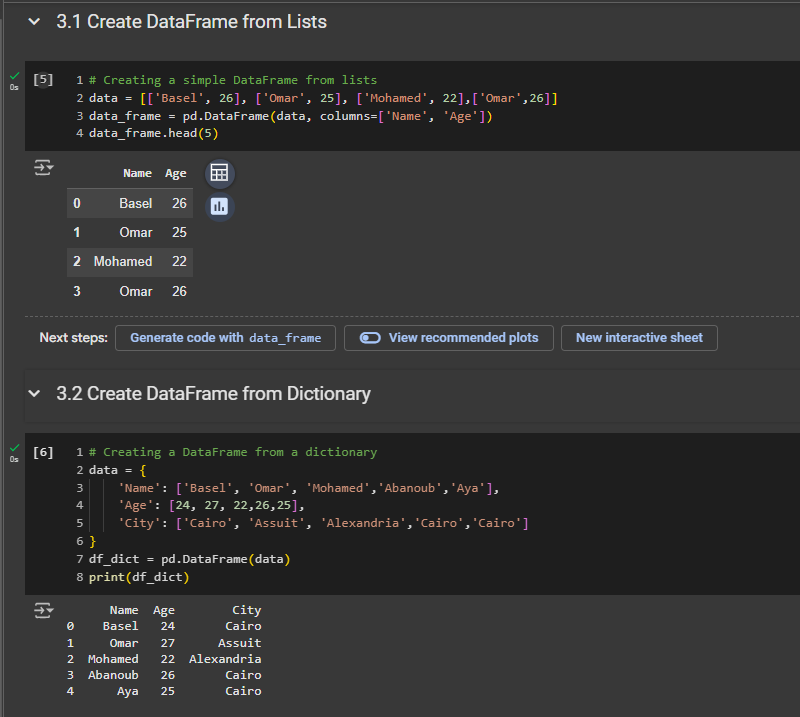 3.1 Create DataFrame from Lists
[5]
0s
1 # Creating a simple DataFrame from lists
2 data = [['Basel', 26], ['Omar', 25], ['Mohamed', 22],['Omar',26]]
3 data_frame = pd.DataFrame(data, columns=['Name', 'Age'])
4 data_frame.head(5)
Name Age
0 Basel 26
1 Omar 25
2 Mohamed 22
3 Omar 26
Next steps: Generate code with data_frame View recommended plots New interactive sheet
3.2 Create DataFrame from Dictionary
[6]
0s
1 # Creating a DataFrame from a dictionary
2 data = {
3     'Name': ['Basel', 'Omar', 'Mohamed','Abanoub','Aya'],
4     'Age': [24, 27, 22,26,25],
5     'City': ['Cairo', 'Assuit', 'Alexandria','Cairo','Cairo']
6 }
7 df_dict = pd.DataFrame(data)
8 print(df_dict)
Name Age City
0 Basel 24 Cairo
1 Omar 27 Assuit
2 Mohamed 22 Alexandria
3 Abanoub 26 Cairo
4 Aya 25 Cairo